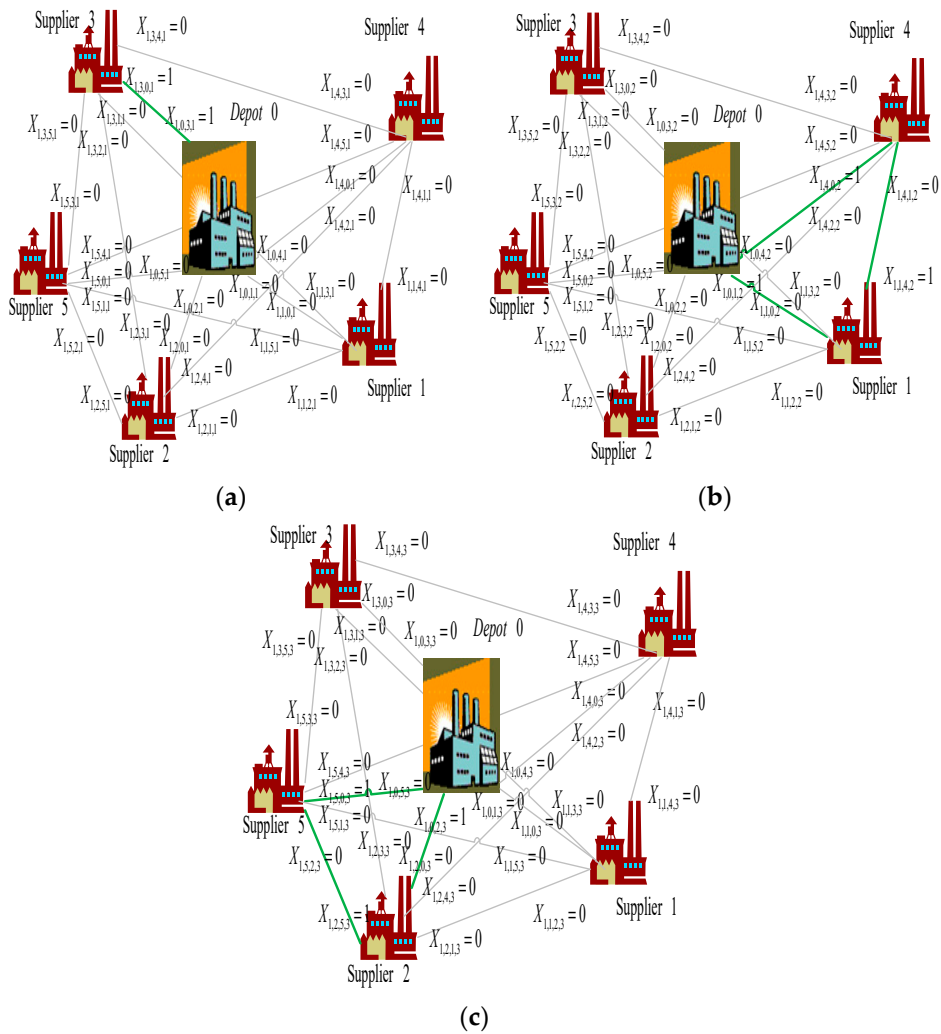 Supplier 3
X1,3,4,1 = 0
Supplier 4
X1,3,0,1 = 1
X1,4,3,1 = 0
X1,3,1,1 = 0
X1,0,3,1 = 1
Depot 0
X1,3,5,1 = 0
X1,3,2,1 = 0
X1,4,5,1 = 0
X1,4,0,1 = 0
X1,4,1,1 = 0
X1,5,3,1 = 0
X1,4,2,1 = 0
X1,5,4,1 = 0
X1,0,4,1 = 0
X1,5,0,1 = 0
X1,0,5,1 =
X1,0,1,1 = 0
X1,1,3,1 = 0
X1,1,4,1 = 0
Supplier 5
X1,5,1,1 = 0
X1,0,2,1 = 0
X1,1,0,1 = 0
X1,5,2,1 = 0
X1,2,3,1 = 0
X1,2,0,1 = 0
X1,1,5,1 = 0
X1,2,4,1 = 0
Supplier 1
X1,2,5,1 = 0
X1,1,2,1 = 0
X1,2,1,1 = 0
Supplier 2
(a)
Supplier 3
X1,3,4,2 = 0
Supplier 4
X1,3,0,2 = 0
X1,4,3,2 = 0
X1,3,1,2 = 0
X1,0,3,2 = 0
Depot 0
X1,3,5,2 = 0
X1,3,2,2 = 0
X1,4,5,2 = 0
X1,4,0,2 = 1
X1,4,1,2 = 0
X1,5,3,2 = 0
X1,4,2,2 = 0
X1,5,4,2 = 0
X1,0,4,2 = 0
X1,5,0,2 = 0
X1,0,5,2 = 0
X1,0,1,2 = 1
X1,1,3,2 = 0
X1,1,4,2 = 1
Supplier 5
X1,5,1,2 = 0
X1,0,2,2 = 0
X1,1,0,2 = 0
X1,5,2,2 = 0
X1,2,3,2 = 0
X1,2,0,2 = 0
X1,1,5,2 = 0
X1,2,4,2 = 0
Supplier 1
X1,2,5,2 = 0
X1,1,2,2 = 0
X1,2,1,2 = 0
Supplier 2
(b)
Supplier 3
X1,3,4,3 = 0
Supplier 4
X1,3,0,3 = 0
X1,4,3,3 = 0
X1,3,1,3 = 0
X1,0,3,3 = 0
Depot 0
X1,3,5,3 = 0
X1,3,2,3 = 0
X1,4,5,3 = 0
X1,4,0,3 = 0
X1,4,1,3 = 0
X1,5,3,3 = 0
X1,4,2,3 = 0
X1,5,4,3 = 0
X1,0,4,3 = 0
X1,5,0,3 = 1
X1,0,5,3 = 0
X1,0,1,3 = 0
X1,1,3,3 = 0
X1,1,4,3 = 0
Supplier 5
X1,5,1,3 = 0
X1,0,2,3 = 1
X1,1,0,3 = 0
X1,5,2,3 = 0
X1,2,3,3 = 0
X1,2,0,3 = 0
X1,1,5,3 = 0
X1,2,4,3 = 0
Supplier 1
X1,2,5,3 = 1
X1,1,2,3 = 0
X1,2,1,3 = 0
Supplier 2
(c)